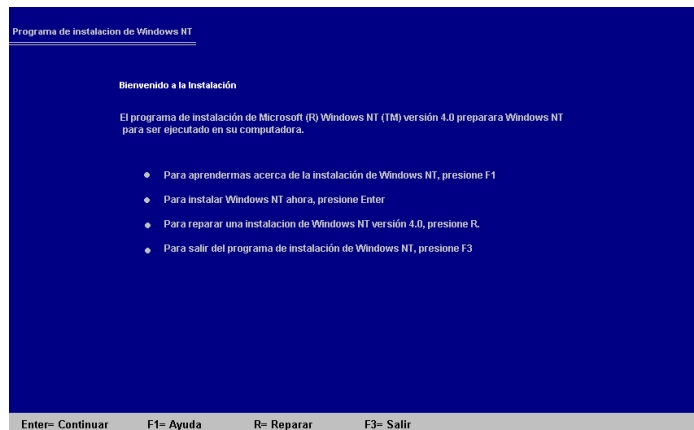 Programa de instalacion de Windows NT
Bienvenido a la Instalación
El programa de instalación de Microsoft (R) Windows NT (TM) versión 4.0 preparara Windows NT
para ser ejecutado en su computadora.
Para aprendermas acerca de la instalación de Windows NT, presione F1
Para instalar Windows NT ahora, presione Enter
Para reparar una instalacion de Windows NT versión 4.0, presione R.
Para salir del programa de instalación de Windows NT, presione F3
Enter= Continuar F1= Ayuda R= Reparar F3= Salir